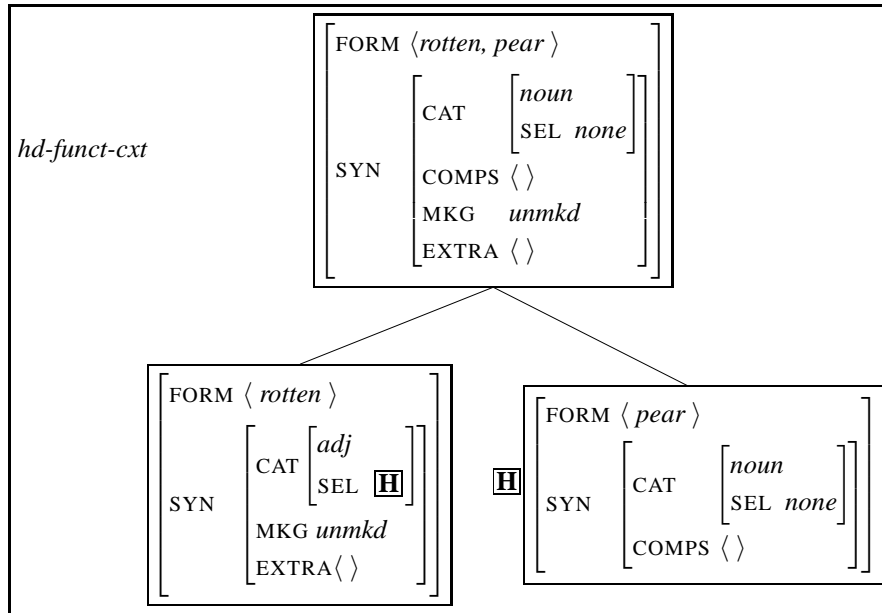 FORM ⟨rotten, pear ⟩
CAT [noun
SEL none]
hd-funct-cxt
SYN
COMPS ⟨ ⟩
MKG unmkd
EXTRA ⟨ ⟩
FORM ⟨ rotten ⟩
CAT [adj
SEL H]
SYN
MKG unmkd
EXTRA⟨ ⟩
H
FORM ⟨ pear ⟩
CAT [noun
SEL none]
SYN
COMPS ⟨ ⟩